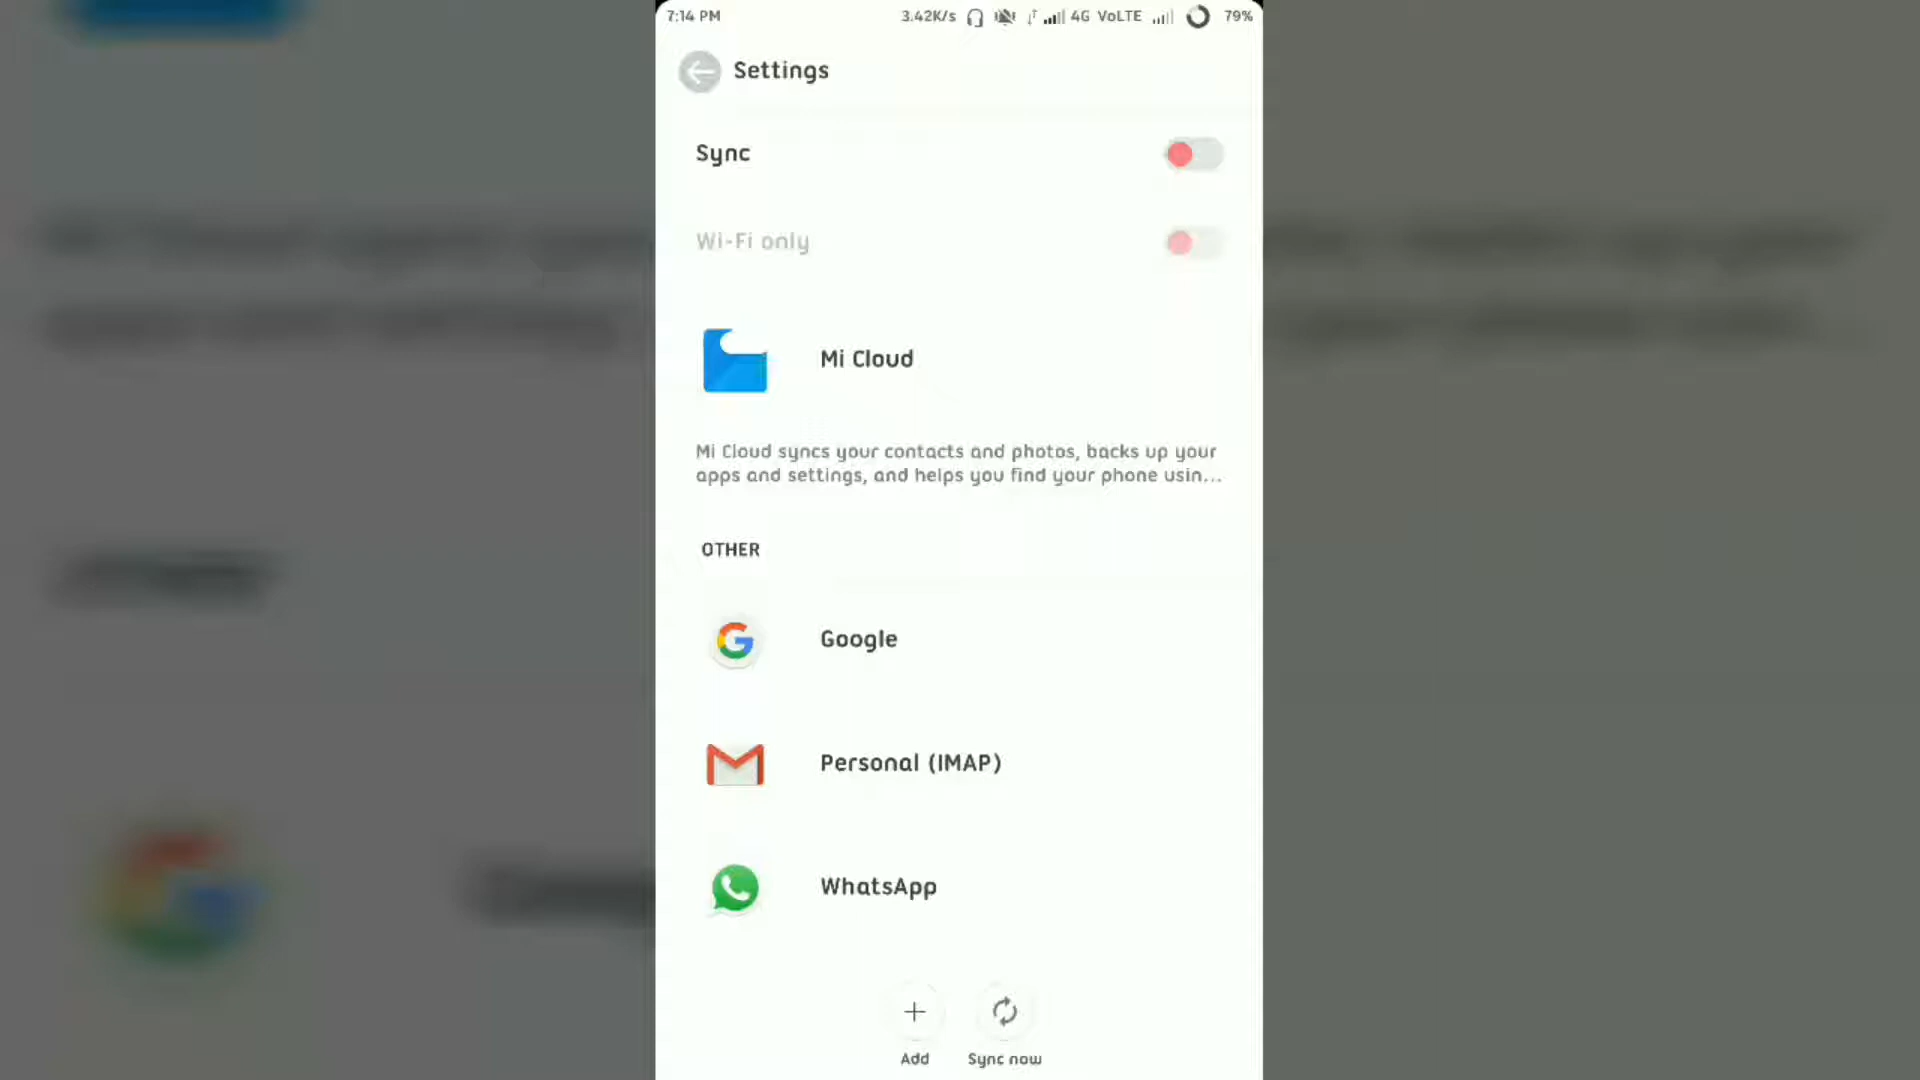 7:14 PM 3.42K/s 4G VoLTE 79%
Settings
Sync
Wi-Fi only
Mi Cloud
Mi Cloud syncs your contacts and photos, backs up your
apps and settings, and helps you find your phone usin...
OTHER
Google
Personal (IMAP)
WhatsApp
Add Sync now